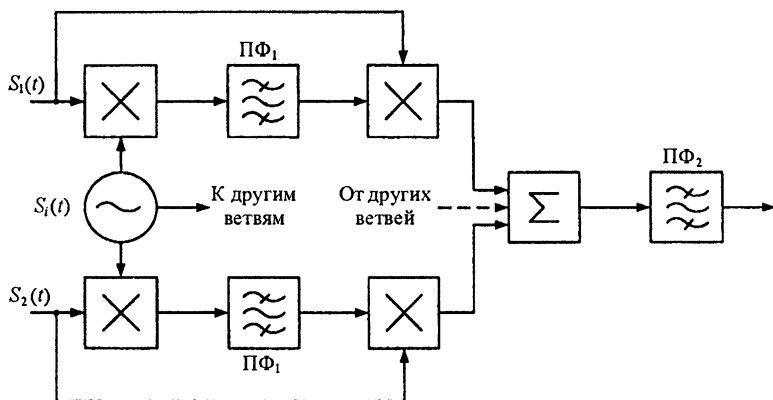 ПФ₁
S₁(t)
ПФ₂
К другим
ветвям
От других
ветвей
Sᵢ(t)
Σ
S₂(t)
ПФ₁